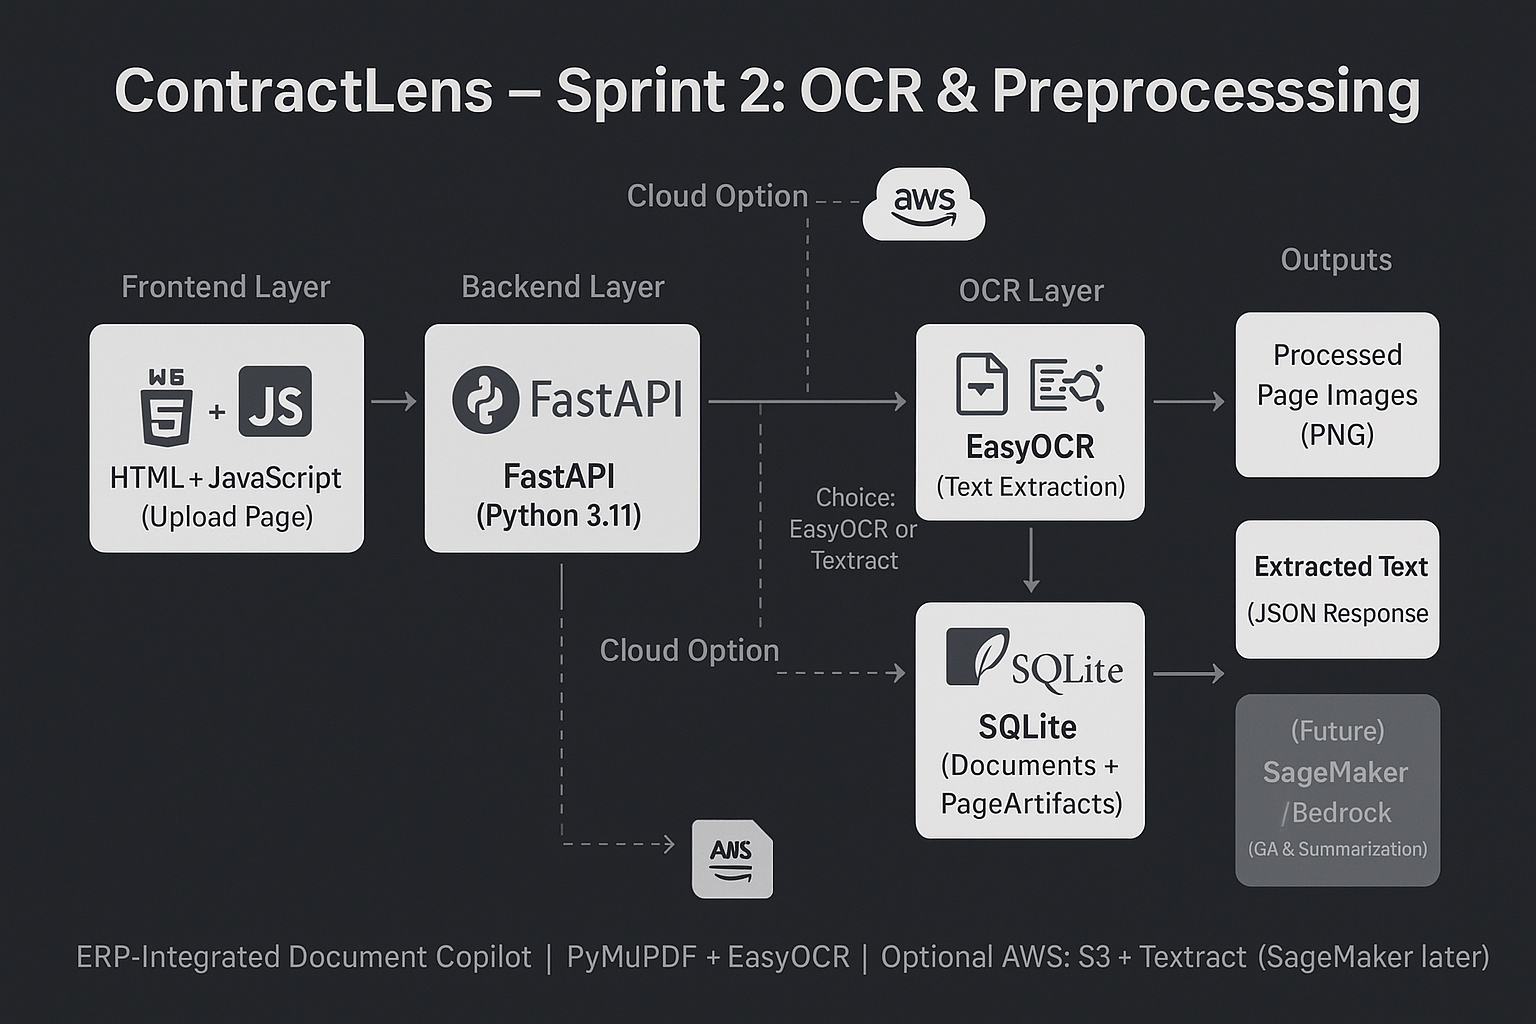 ContractLens – Sprint 2: OCR & Preprocesssing
Cloud Option
aws
Frontend Layer
Backend Layer
OCR Layer
Outputs
W6
5
+
JS
HTML + JavaScript
(Upload Page)
FastAPI
FastAPI
(Python 3.11)
EasyOCR
(Text Extraction)
Processed
Page Images
(PNG)
Choice:
EasyOCR or
Textract
Cloud Option
SQLite
SQLite
(Documents +
PageArtifacts)
Extracted Text
(JSON Response
(Future)
SageMaker
/Bedrock
(GA & Summarization)
ANS
ERP-Integrated Document Copilot | PyMuPDF + EasyOCR | Optional AWS: S3 + Textract (SageMaker later)